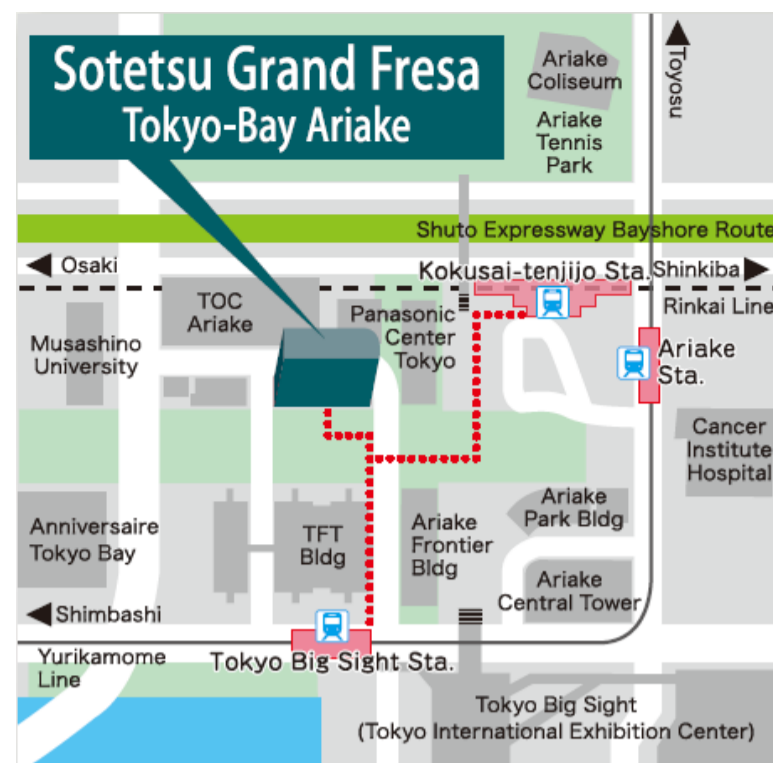 Sotetsu Grand Fresa
Tokyo-Bay Ariake
Ariake
Coliseum
Ariake
Tennis
Park
Toyosu
Shuto Expressway Bayshore Route
Osaki
Kokusai-tenjijo Sta.
Shinkiba
Rinkai Line
TOC
Ariake
Panasonic
Center
Tokyo
Musashino
University
Ariake
Sta.
Cancer
Institute
Hospital
Anniversaire
Tokyo Bay
TFT
Bldg
Ariake
Frontier
Bldg
Ariake
Park Bldg
Ariake
Central Tower
Shimbashi
Yurikamome
Line
Tokyo Big Sight Sta.
Tokyo Big Sight
(Tokyo International Exhibition Center)